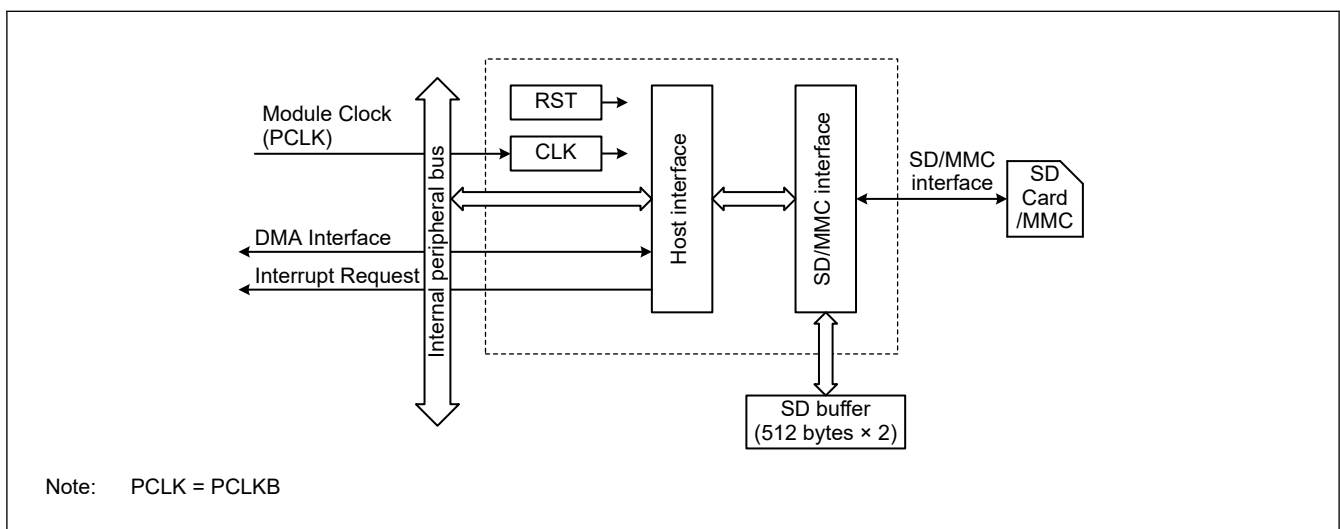 Module Clock
(PCLK)
RST
CLK
DMA Interface
Interrupt Request
Internal peripheral bus
Host interface
SD/MMC interface
SD/MMC
interface
SD
Card
/MMC
SD buffer
(512 bytes × 2)
Note: PCLK = PCLKB